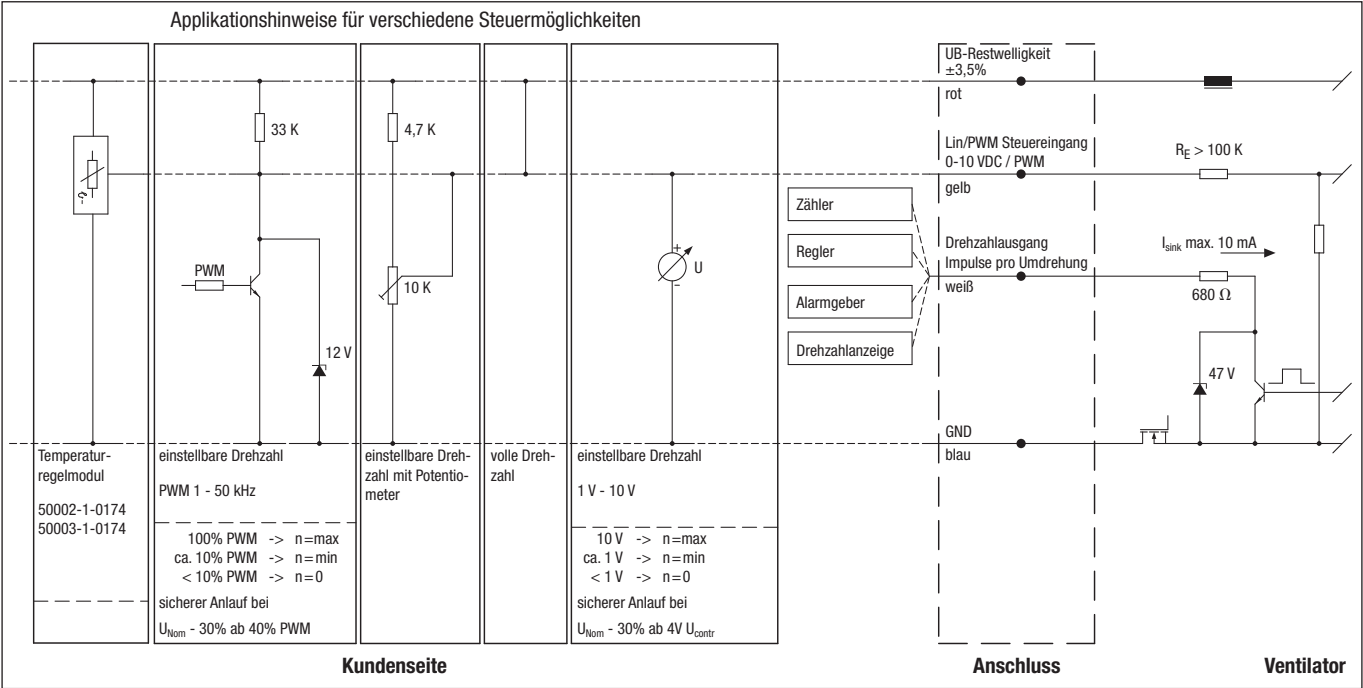 Applikationshinweise für verschiedene Steuermöglichkeiten
33 K
PWM
12 V
4,7 K
10 K
+
U
-
Temperatur-
regelmodul
50002-1-0174
50003-1-0174
einstellbare Drehzahl
PWM 1 - 50 kHz
100% PWM -> n=max
ca. 10% PWM -> n=min
< 10% PWM -> n=0
sicherer Anlauf bei
UNom - 30% ab 40% PWM
einstellbare Dreh-
zahl mit Potentio-
meter
volle Dreh-
zahl
einstellbare Drehzahl
1 V - 10 V
10 V -> n=max
ca. 1 V -> n=min
< 1 V -> n=0
sicherer Anlauf bei
UNom - 30% ab 4V Ucontr
Kundenseite
Zähler
Regler
Alarmgeber
Drehzahlanzeige
UB-Restwelligkeit
±3,5%
rot
Lin/PWM Steuereingang
0-10 VDC / PWM
gelb
Drehzahlausgang
Impulse pro Umdrehung
weiß
GND
blau
Anschluss
RE > 100 K
Isink max. 10 mA
680 Ω
47 V
Ventilator